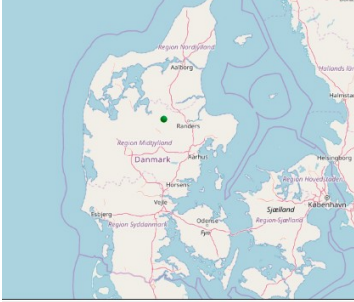 Region Nordjylland
Aalborg
Hallands län
Halmstad
Randers
Region Midtjylland
Danmark
Aarhus
Helsingborg
Horsens
Region Hovedstaden
Vejle
Sjælland
København
Esbjerg
Odense
Region Syddanmark
Fyn
Region Sjælland